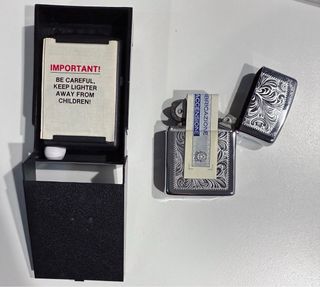 IMPORTANT!
BE CAREFUL,
KEEP LIGHTER
AWAY FROM
CHILDREN!